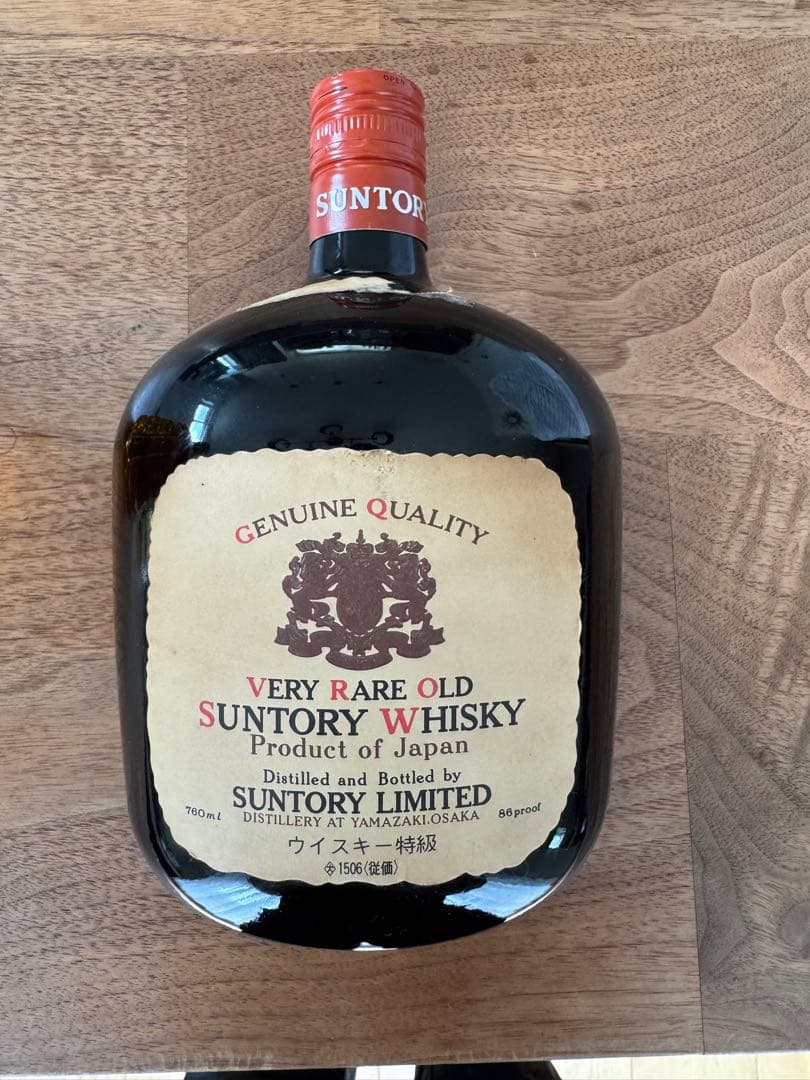 OPEN
SUNTORY
GENUINE QUALITY
VERY RARE OLD
SUNTORY WHISKY
Product of Japan
Distilled and Bottled by
SUNTORY LIMITED
760ml DISTILLERY AT YAMAZAKI.OSAKA 86proof
ウイスキー特級
1506〈従価〉